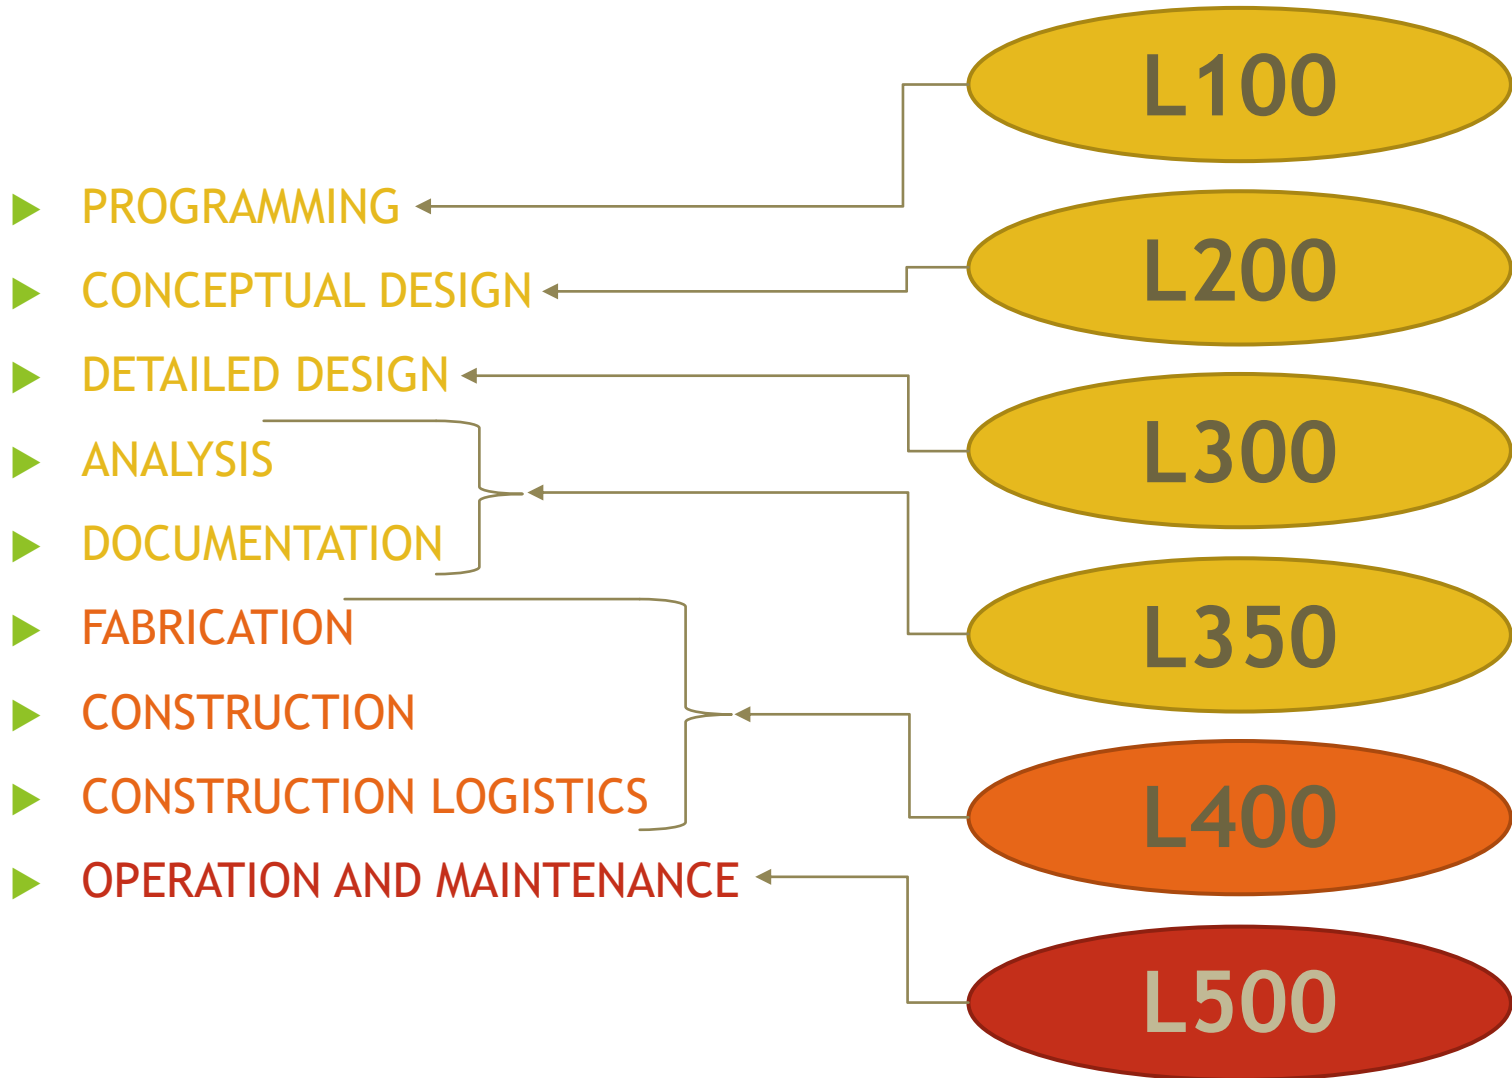 PROGRAMMING
CONCEPTUAL DESIGN
DETAILED DESIGN
ANALYSIS
DOCUMENTATION
FABRICATION
CONSTRUCTION
CONSTRUCTION LOGISTICS
OPERATION AND MAINTENANCE
L100
L200
L300
L350
L400
L500